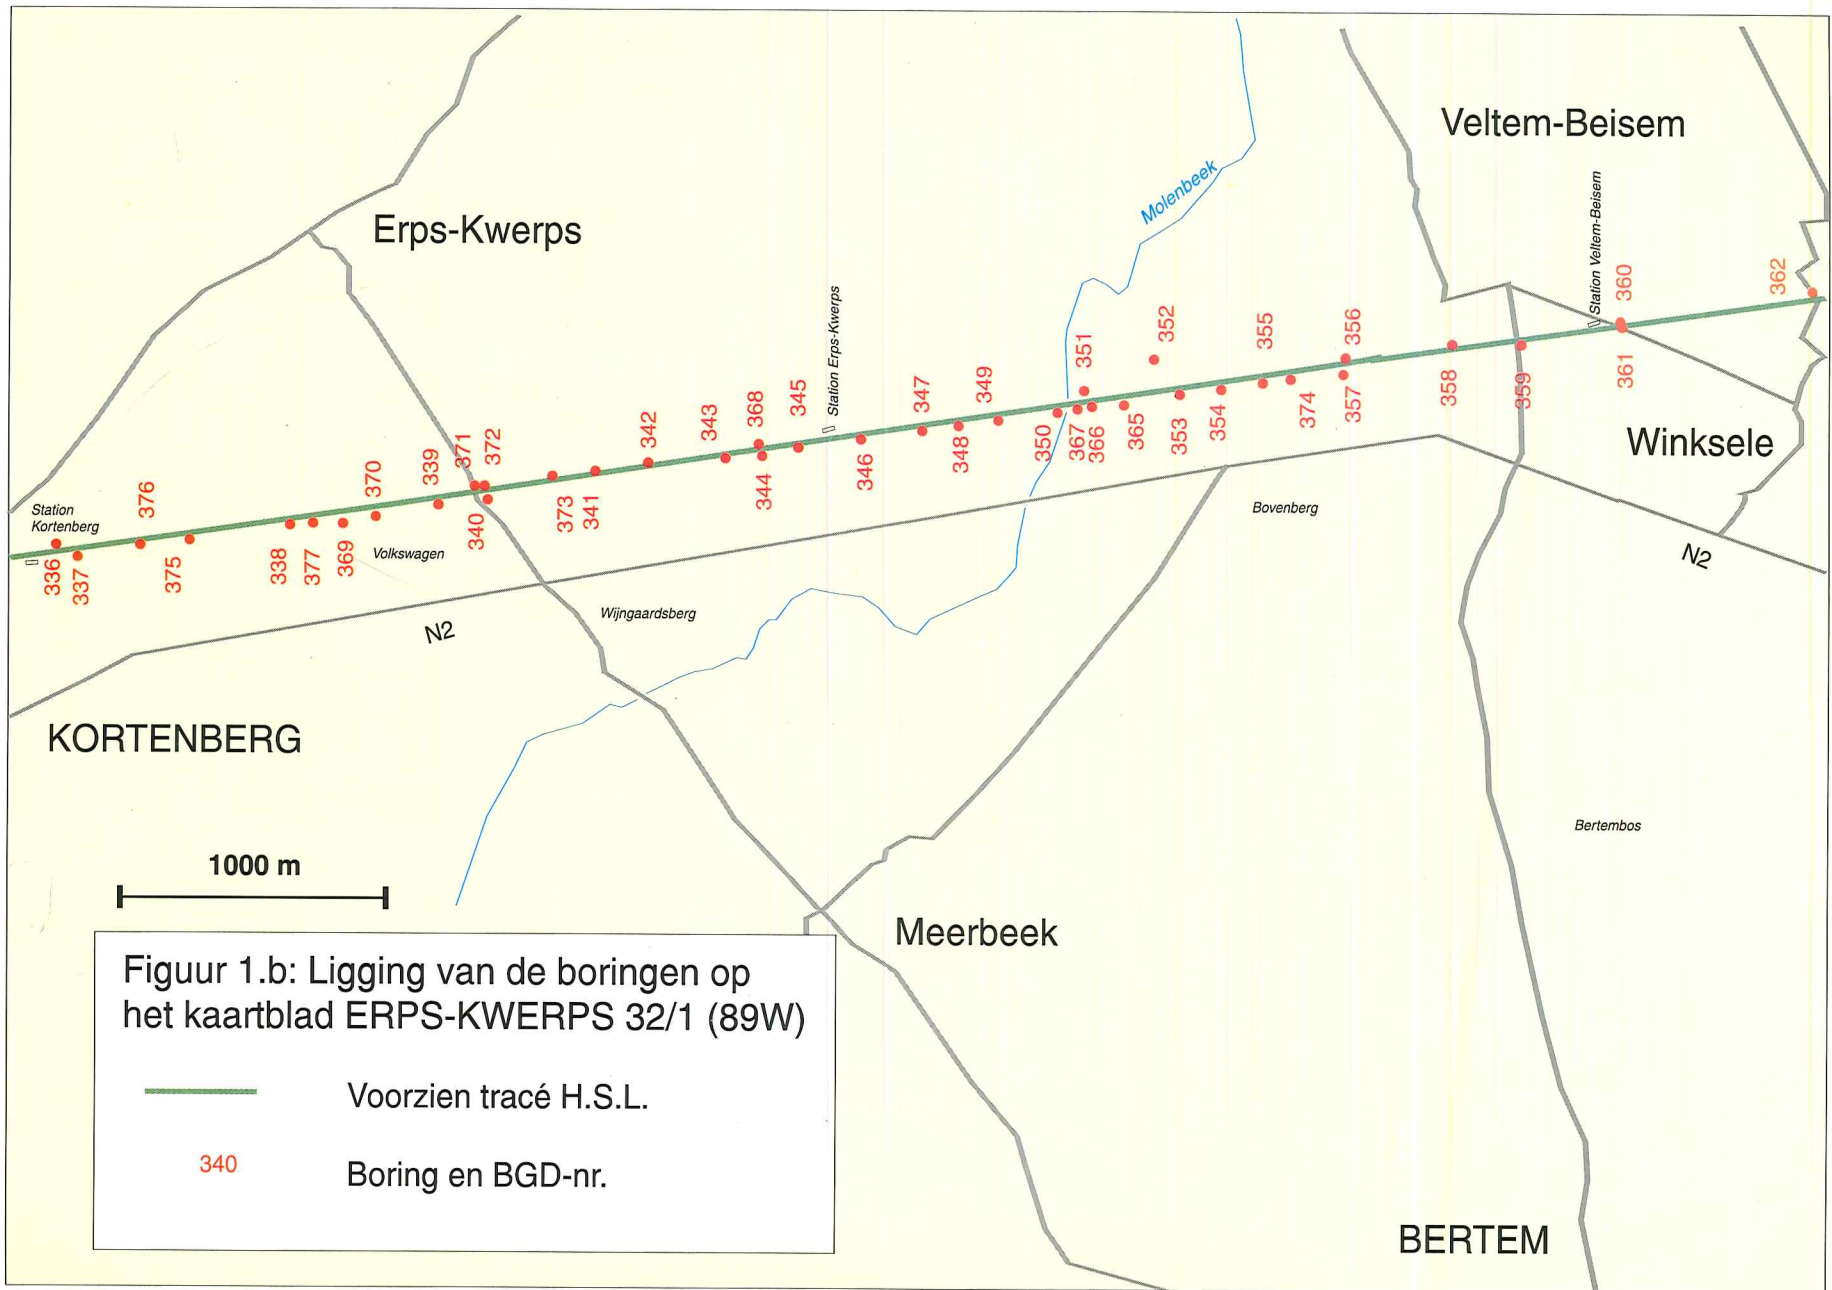 Veltem-Beisem
Molenbeek
Station Veltem-Beisem
Erps-Kwerps
Station Erps-Kwerps
360
362
361
352
355
356
351
349
347
345
368
343
342
372
371
339
370
376
Station
Kortenberg
336
337
375
338
377
369
340
373
341
344
346
348
350
367
366
365
353
354
374
357
358
359
Winksele
Volkswagen
Bovenberg
N2
Wijngaardsberg
N2
KORTENBERG
Bertembos
1000 m
Meerbeek
Figuur 1.b: Ligging van de boringen op
het kaartblad ERPS-KWERPS 32/1 (89W)
Voorzien tracé H.S.L.
340
Boring en BGD-nr.
BERTEM